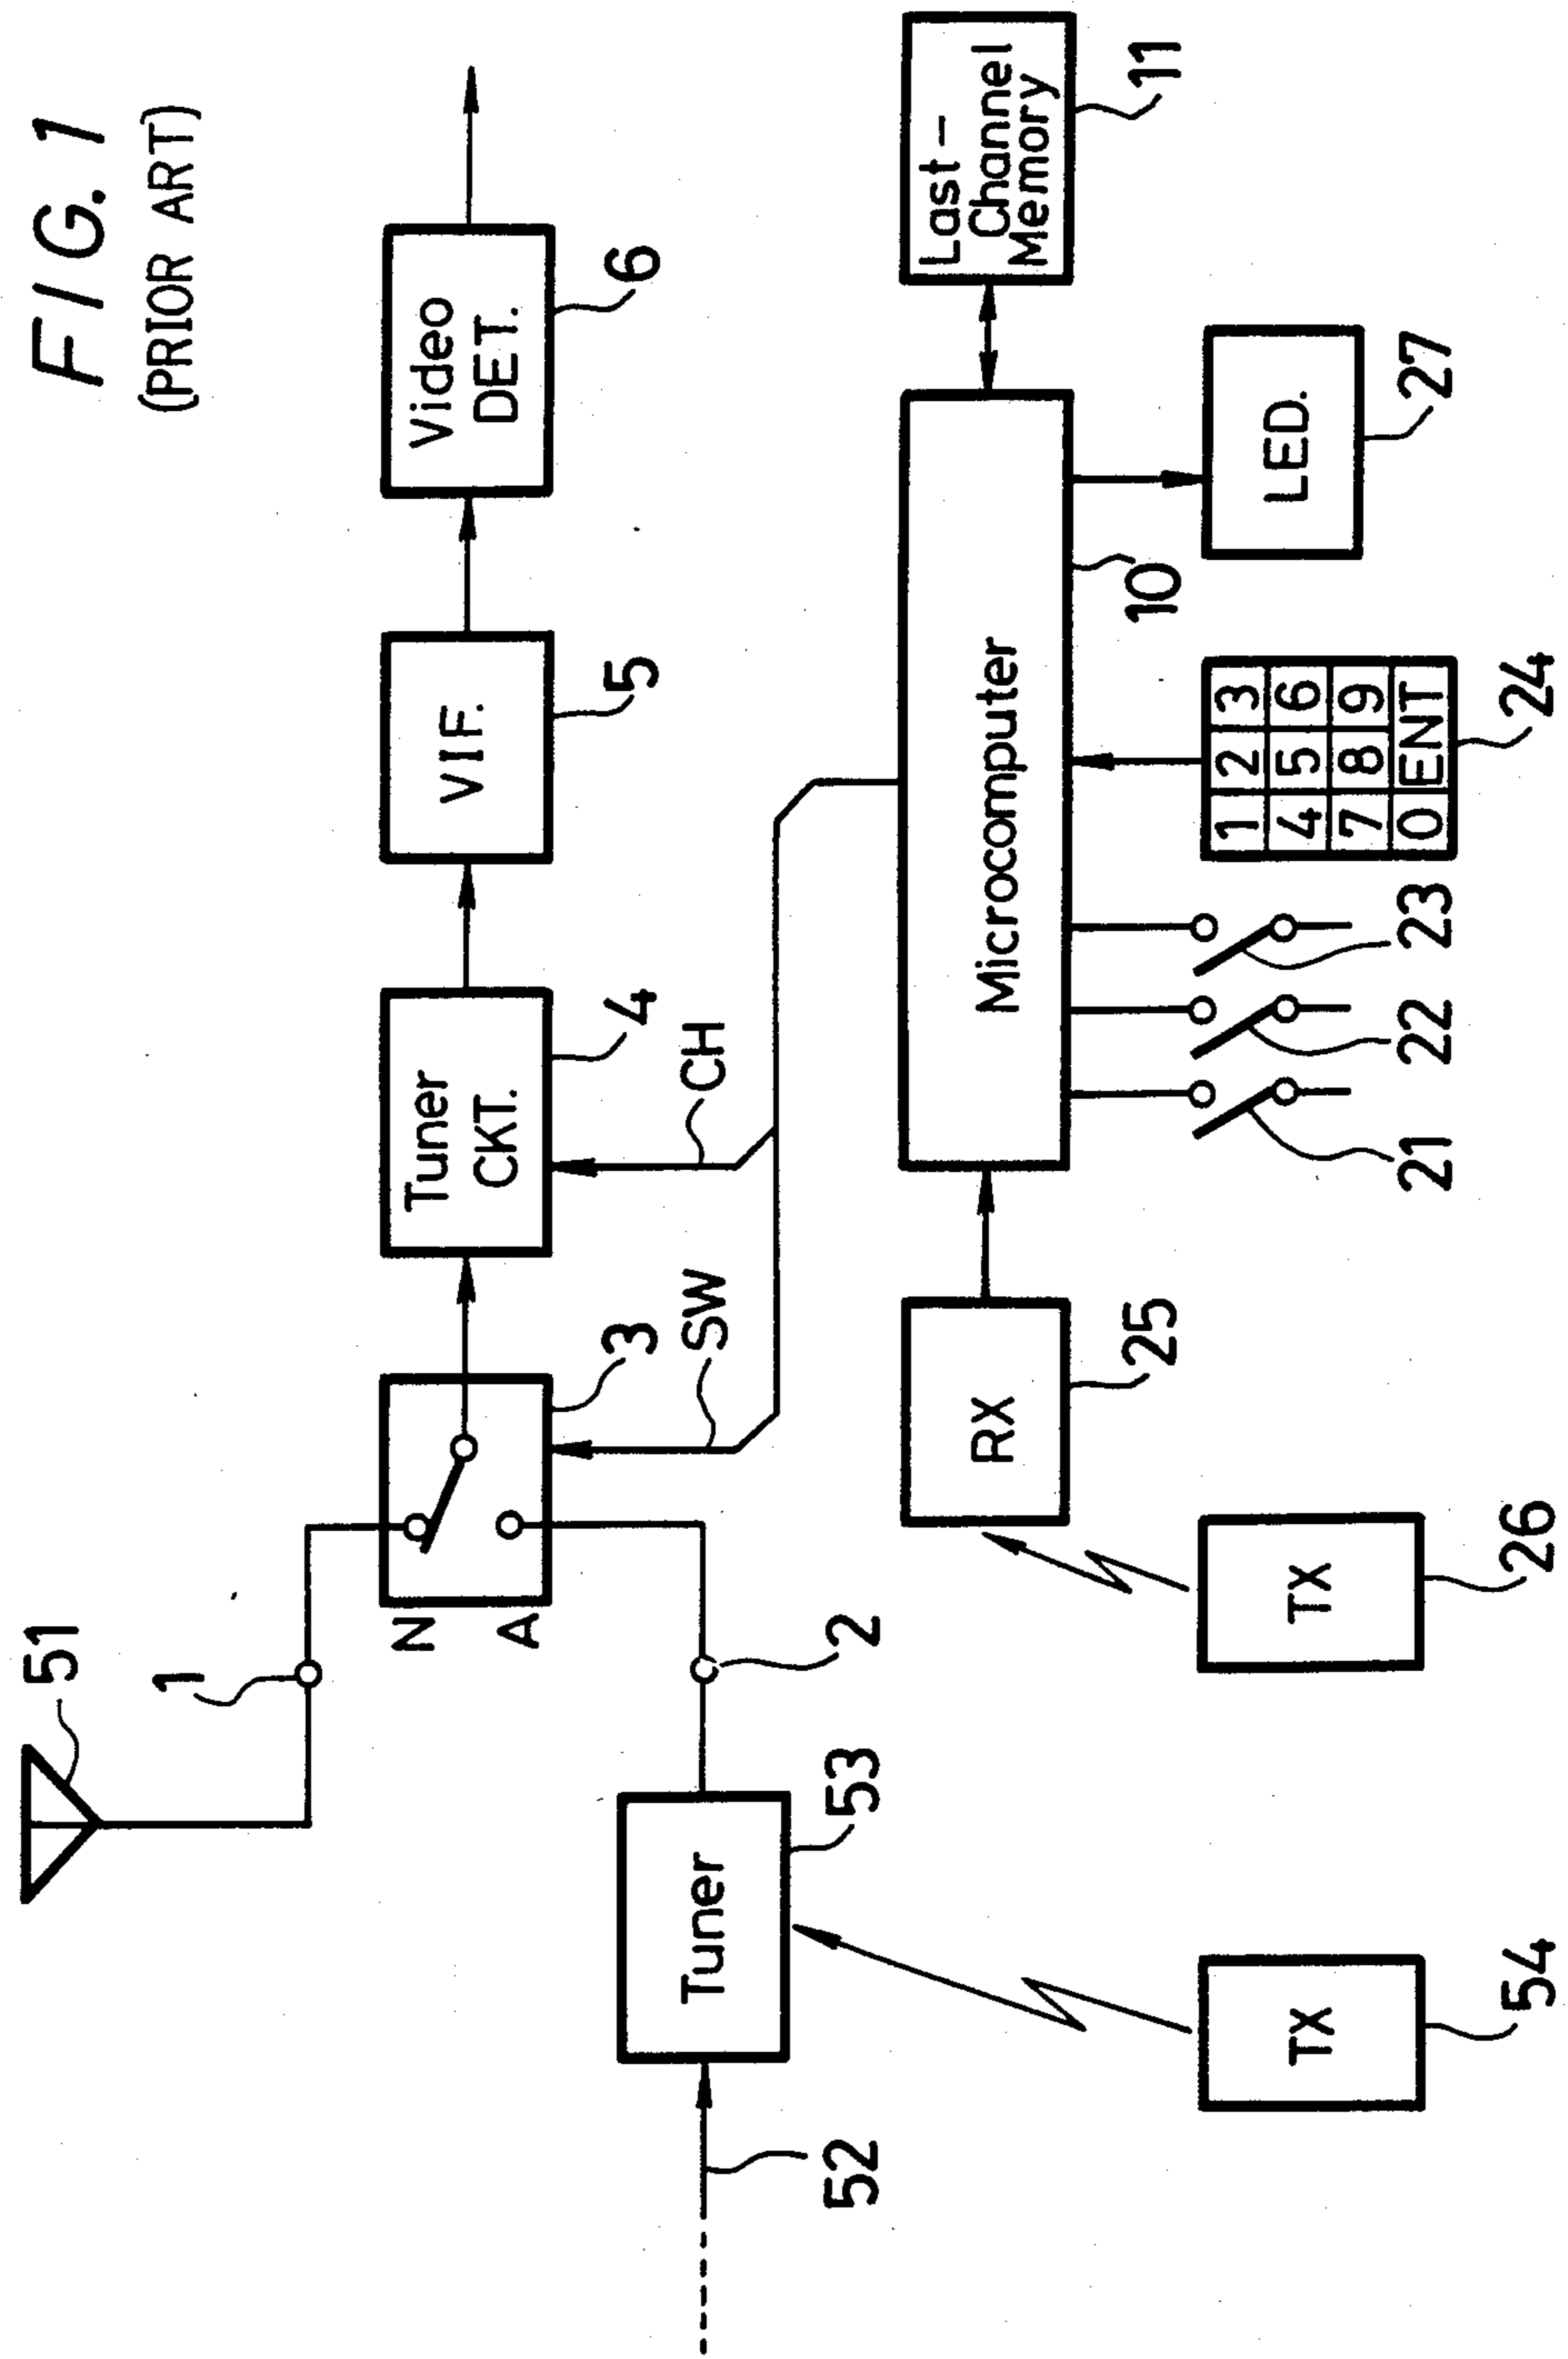 FIG. 1
(PRIOR ART)
51
1
N
A
3
SW
Tuner
CKT.
4
CH
VIF.
5
Video
DET.
6
52
Tuner
53
2
TX
54
TX
26
RX
25
Microcomputer
10
Last-
Channel
Memory
11
21
22
23
1 2 3
4 5 6
7 8 9
0 ENT
24
LED.
27